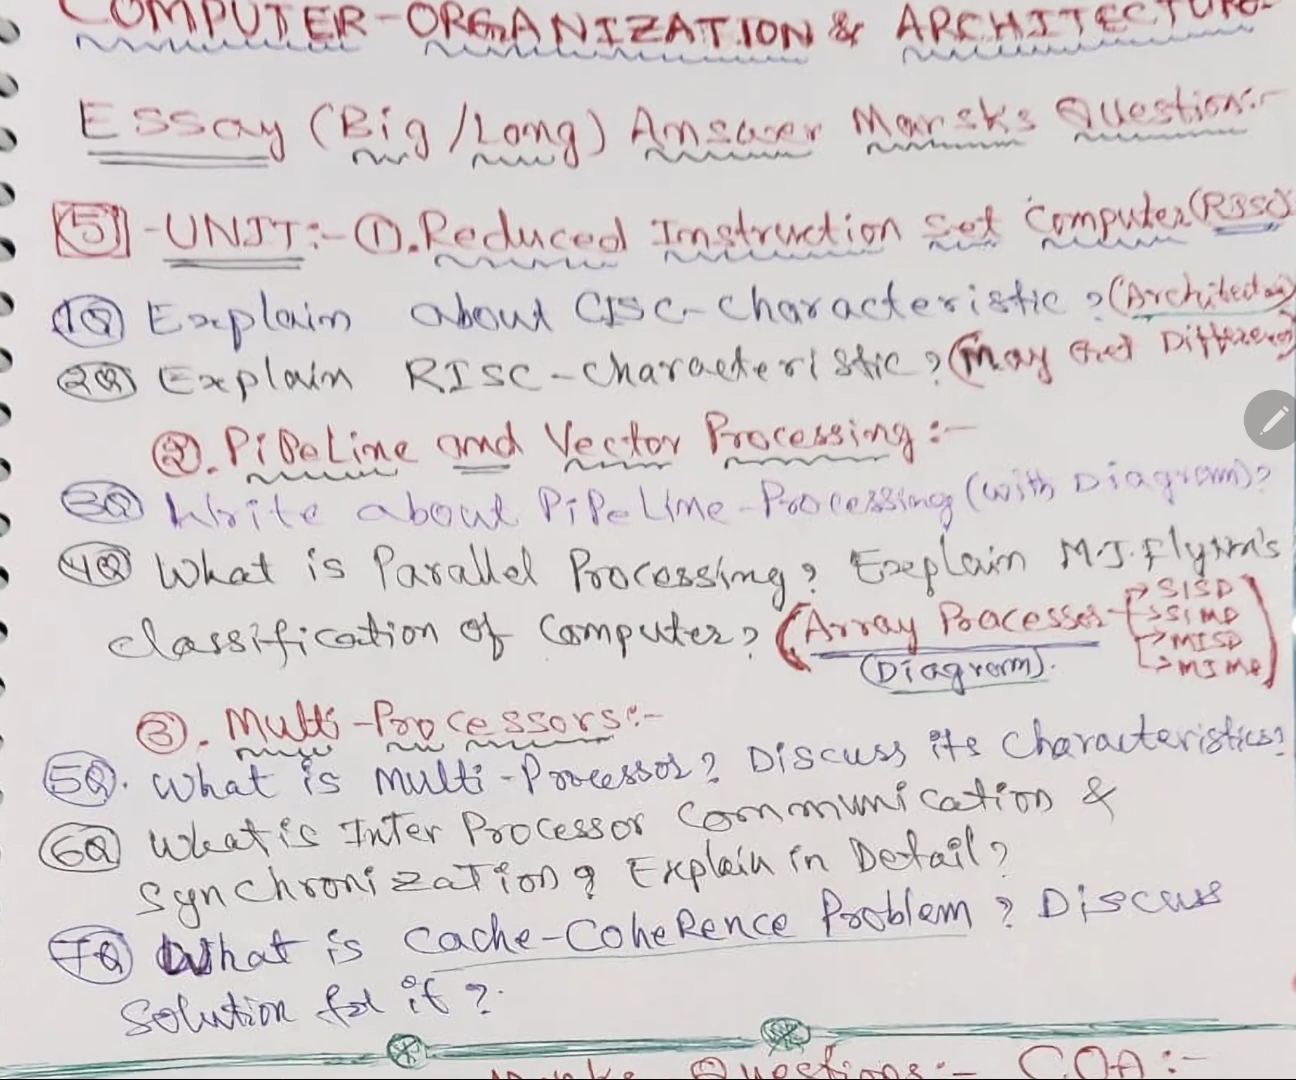 COMPUTER-ORGANIZATION & ARCHITECTURE
Essay (Big/Long) Answer Marsks Question:-
5 -UNIT:- ①.Reduced Instruction Set Computer(RISC)
1Q Explain about CISC-Characteristic? (Architecture)
2Q Explain RISC-Characteristic? (May Get Difference)
②. PiPeLine and Vector Processing:-
3Q Write about PiPeLine-Processing (with Diagram)?
4Q What is Parallel Processing? Explain M.J.Flynn's
classification of Computer? (Array Processor
→SISD
→SIMD
→MISD
→MIMD)
(Diagram).
③. Multi-Processors:-
5Q. What is Multi-Processor? Discuss its Characteristics?
6Q What is Inter Processor Communication &
Synchronization? Explain in Detail?
7Q What is Cache-Coherence Problem? Discuss
Solution for it?
Marks Questions:- COA:-